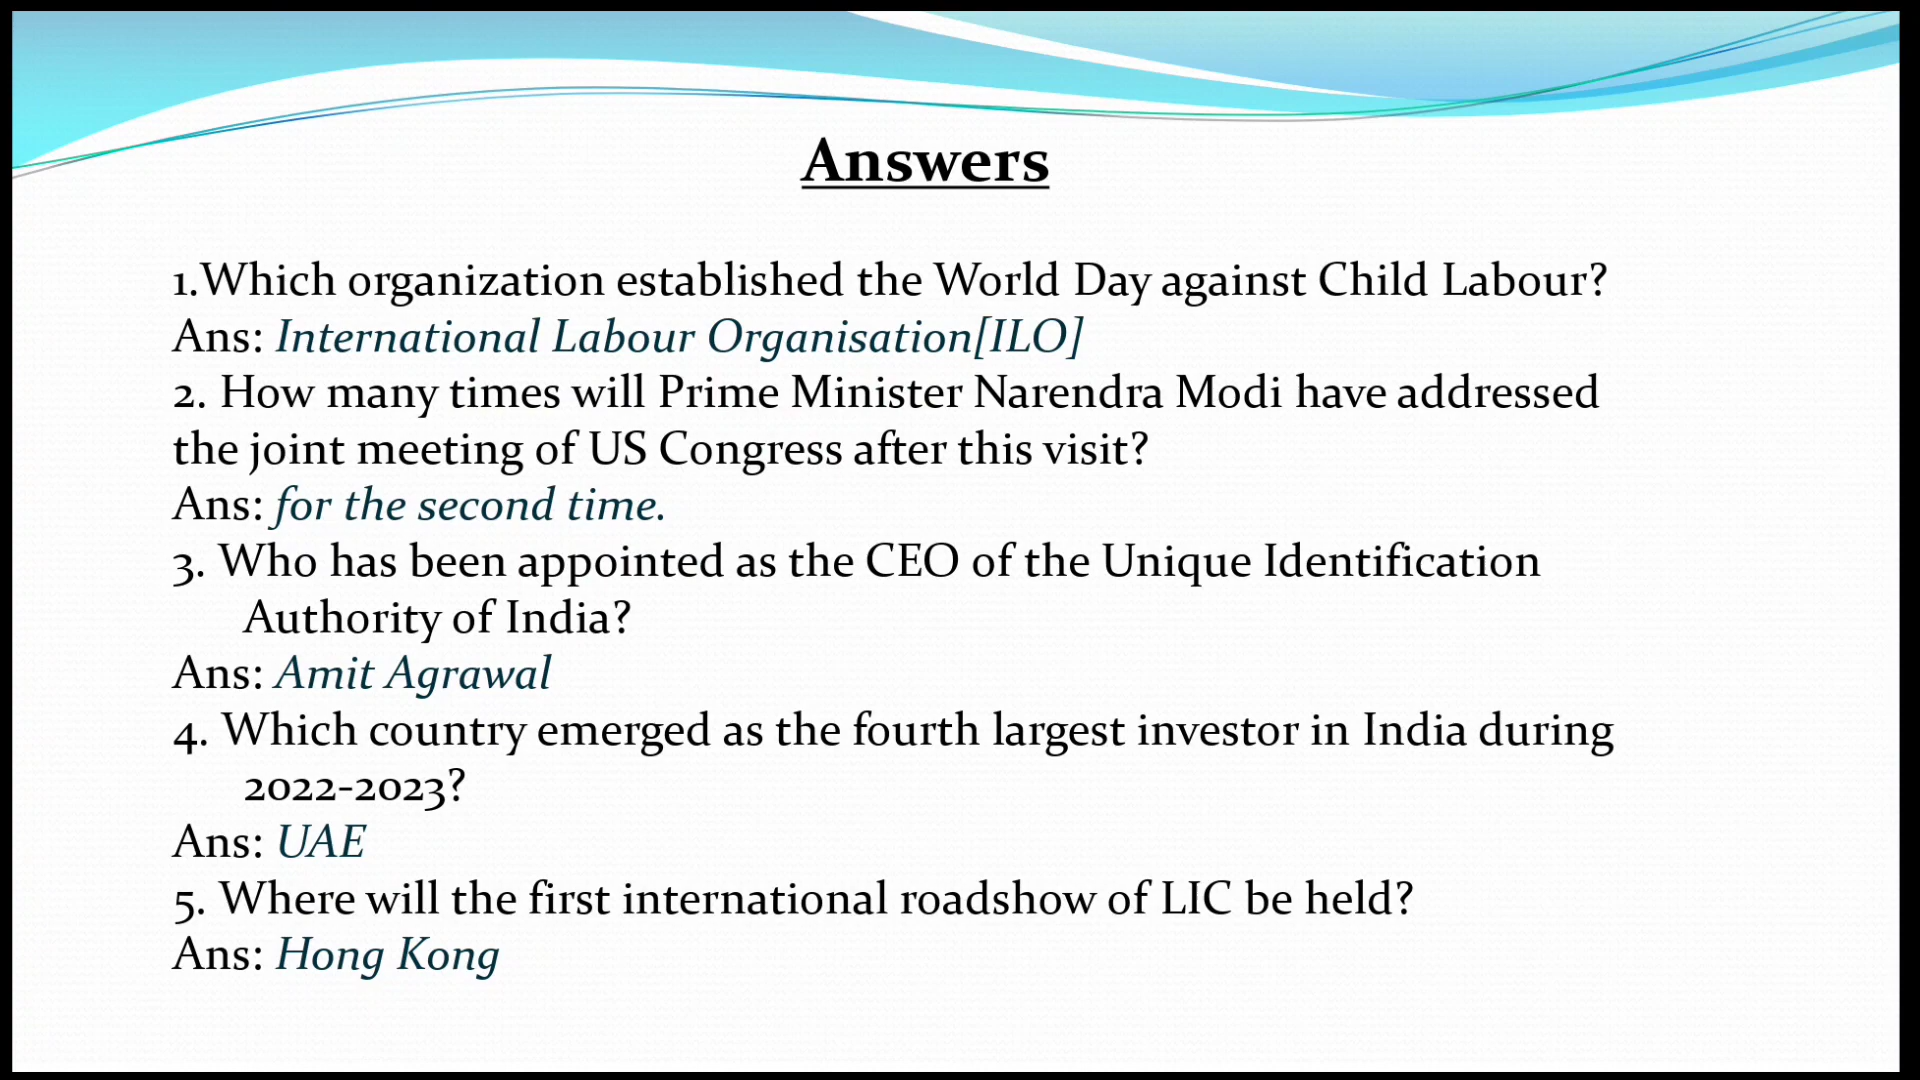 Answers
1.Which organization established the World Day against Child Labour?
Ans: International Labour Organisation[ILO]
2. How many times will Prime Minister Narendra Modi have addressed
the joint meeting of US Congress after this visit?
Ans: for the second time.
3. Who has been appointed as the CEO of the Unique Identification
Authority of India?
Ans: Amit Agrawal
4. Which country emerged as the fourth largest investor in India during
2022-2023?
Ans: UAE
5. Where will the first international roadshow of LIC be held?
Ans: Hong Kong